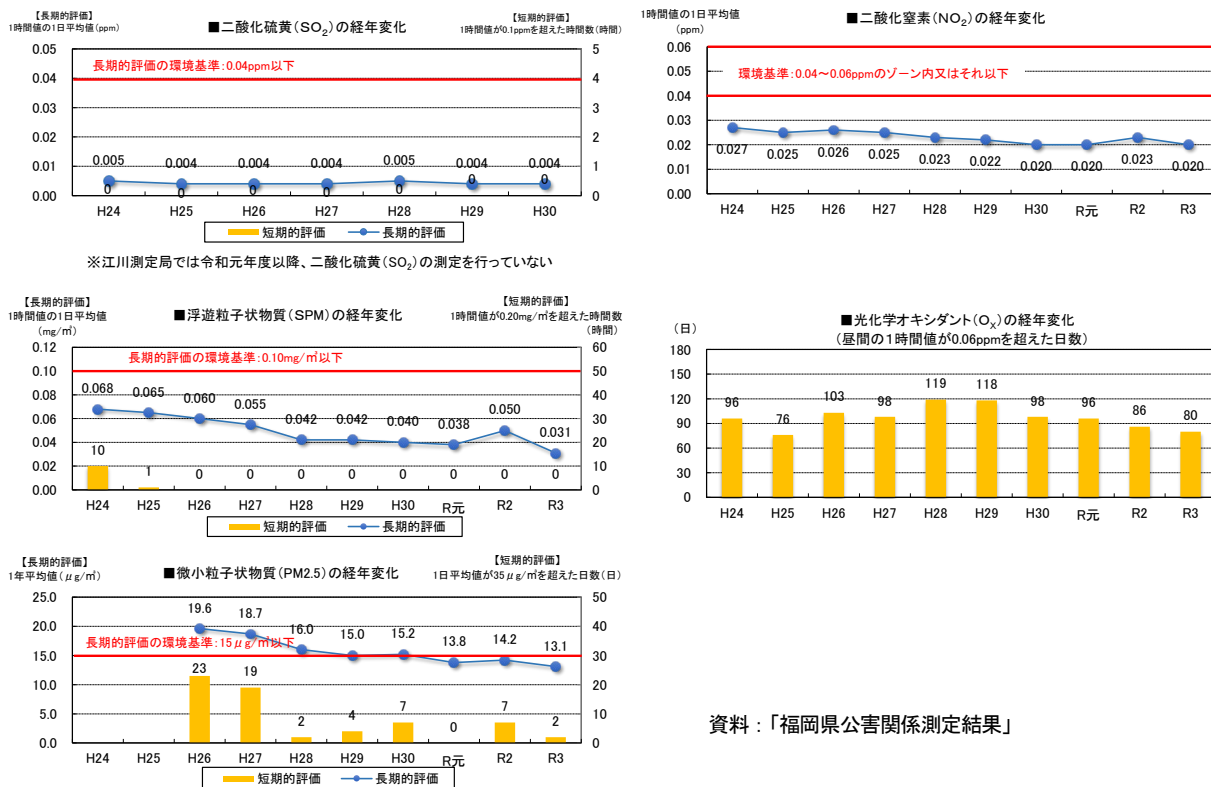 【長期的評価】
1時間値の1日平均値(ppm)
■二酸化硫黄(SO₂)の経年変化
【短期的評価】
1時間値が0.1ppmを超えた時間数(時間)
0.05
0.04
0.03
0.02
0.01
0.00
長期的評価の環境基準:0.04ppm以下
5
4
3
2
1
0
0.005 0.004 0.004 0.004 0.005 0.004 0.004
0 0 0 0 0 0 0
H24 H25 H26 H27 H28 H29 H30
短期的評価 長期的評価
※江川測定局では令和元年度以降、二酸化硫黄(SO₂)の測定を行っていない
1時間値の1日平均値
(ppm)
■二酸化窒素(NO₂)の経年変化
0.06
0.05
0.04
0.03
0.02
0.01
0.00
環境基準:0.04~0.06ppmのゾーン内又はそれ以下
0.027 0.025 0.026 0.025 0.023 0.022 0.020 0.020 0.023 0.020
H24 H25 H26 H27 H28 H29 H30 R元 R2 R3
【長期的評価】
1時間値の1日平均値
(mg/㎥)
■浮遊粒子状物質(SPM)の経年変化
【短期的評価】
1時間値が0.20mg/㎥を超えた時間数
(時間)
0.12
0.10
0.08
0.06
0.04
0.02
0.00
長期的評価の環境基準:0.10mg/㎥以下
60
50
40
30
20
10
0
0.068 0.065 0.060 0.055 0.042 0.042 0.040 0.038 0.050 0.031
10 1 0 0 0 0 0 0 0 0
H24 H25 H26 H27 H28 H29 H30 R元 R2 R3
短期的評価 長期的評価
■光化学オキシダント(Oₓ)の経年変化
(昼間の1時間値が0.06ppmを超えた日数)
(日)
180
150
120
90
60
30
0
96 76 103 98 119 118 98 96 86 80
H24 H25 H26 H27 H28 H29 H30 R元 R2 R3
【長期的評価】
1年平均値(μg/㎥)
■微小粒子状物質(PM2.5)の経年変化
【短期的評価】
1日平均値が35μg/㎥を超えた日数(日)
25.0
20.0
15.0
10.0
5.0
0.0
長期的評価の環境基準:15μg/㎥以下
50
40
30
20
10
0
19.6 18.7 16.0 15.0 15.2 13.8 14.2 13.1
23 19 2 4 7 0 7 2
H24 H25 H26 H27 H28 H29 H30 R元 R2 R3
短期的評価 長期的評価
資料:「福岡県公害関係測定結果」